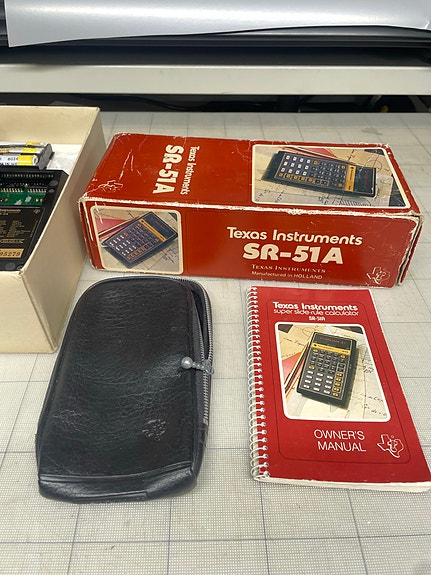 Texas Instruments
SR-51A
Texas Instruments
SR-51A
TEXAS INSTRUMENTS
Manufactured in HOLLAND
Texas Instruments
super slide-rule calculator
SR-51A
OWNER'S
MANUAL
95279